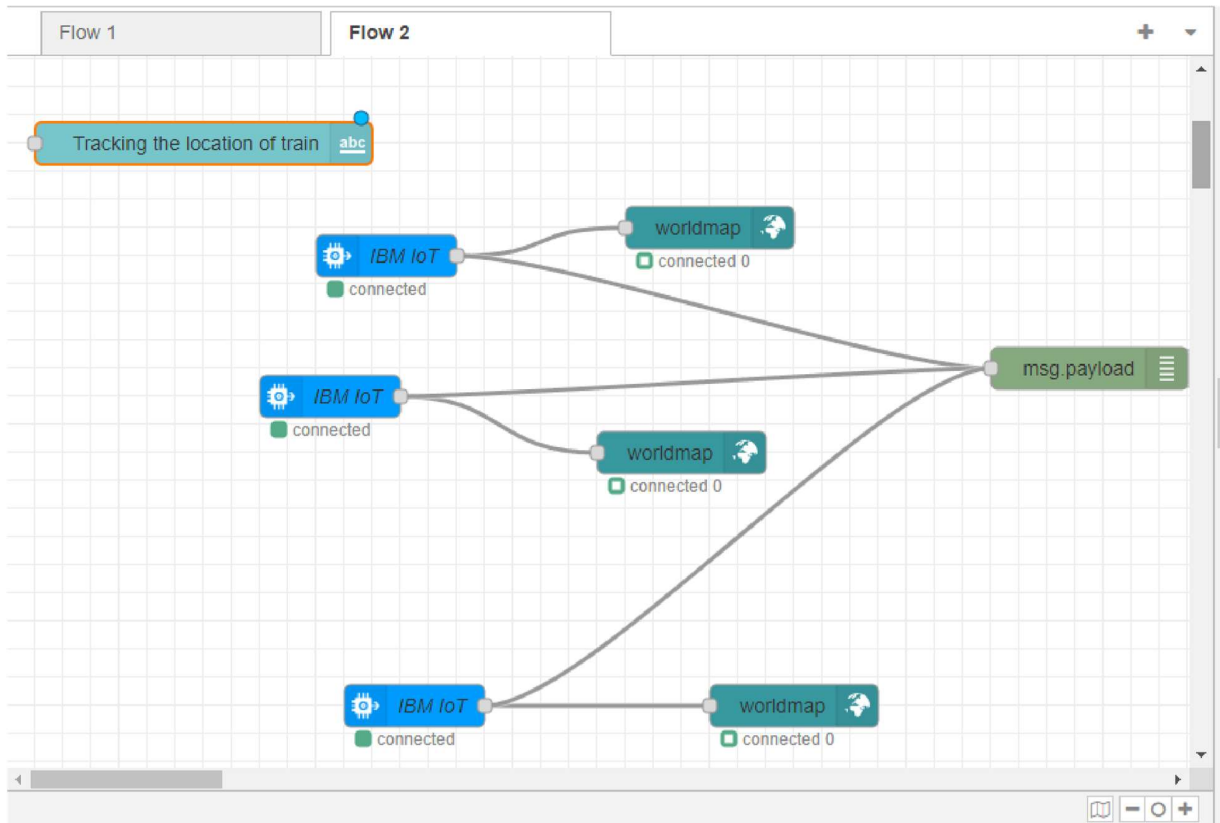 Flow 1
Flow 2
Tracking the location of train
abc
worldmap
connected 0
IBM IoT
connected
msg.payload
IBM IoT
connected
worldmap
connected 0
IBM IoT
connected
worldmap
connected 0